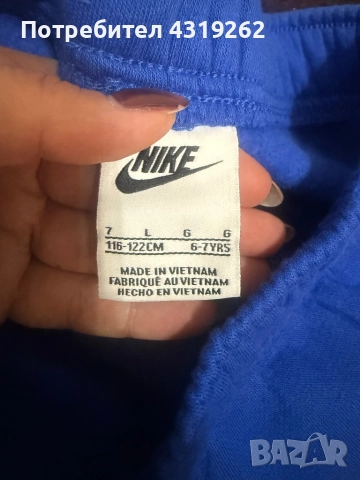 Потребител 4319262
NIKE
7 L G G
116-122CM 6-7YRS
MADE IN VIETNAM
FABRIQUÉ AU VIETNAM
HECHO EN VIETNAM
BAZAR